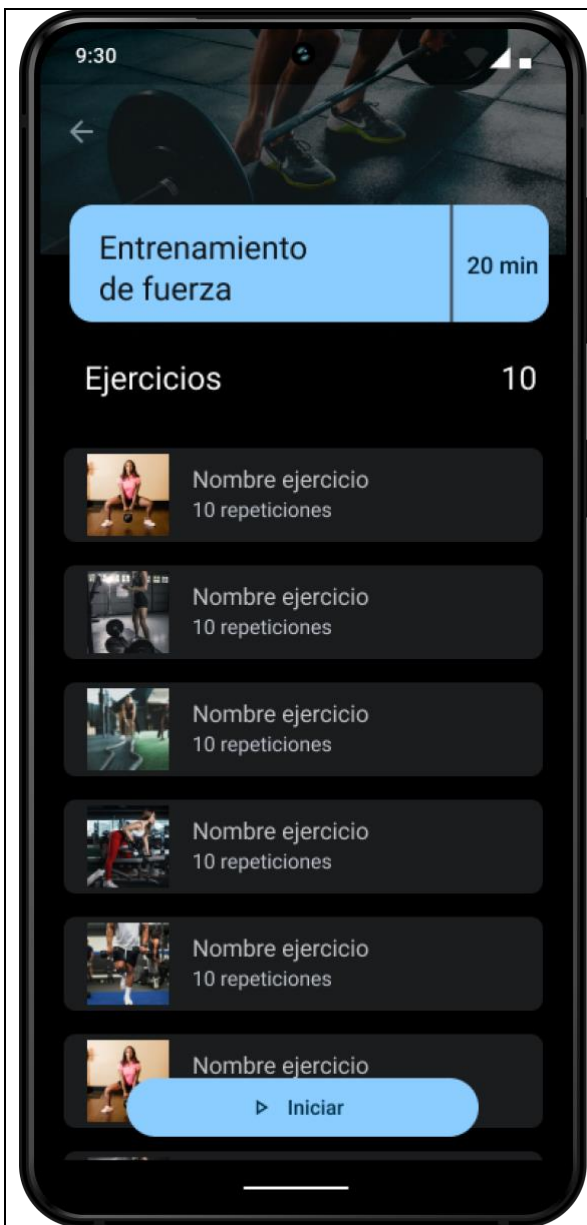 9:30
Entrenamiento
de fuerza
20 min
Ejercicios
10
Nombre ejercicio
10 repeticiones
Nombre ejercicio
10 repeticiones
Nombre ejercicio
10 repeticiones
Nombre ejercicio
10 repeticiones
Nombre ejercicio
10 repeticiones
Nombre ejercicio
Iniciar